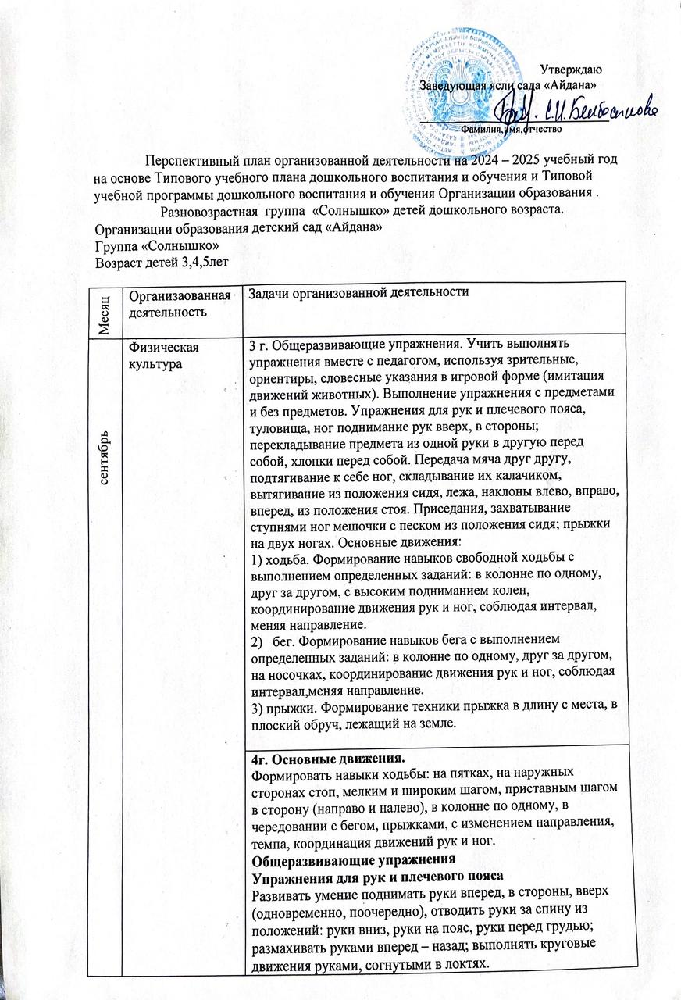 Утверждаю
Заведующая ясли сада «Айдана»
Фамилия,имя,отчество
Перспективный план организованной деятельности на 2024 – 2025 учебный год
на основе Типового учебного плана дошкольного воспитания и обучения и Типовой
учебной программы дошкольного воспитания и обучения Организации образования .
Разновозрастная группа «Солнышко» детей дошкольного возраста.
Организации образования детский сад «Айдана»
Группа «Солнышко»
Возраст детей 3,4,5лет
Месяц
Организаованная
деятельность
Задачи организованной деятельности
сентябрь
Физическая
культура
3 г. Общеразвивающие упражнения. Учить выполнять
упражнения вместе с педагогом, используя зрительные,
ориентиры, словесные указания в игровой форме (имитация
движений животных). Выполнение упражнения с предметами
и без предметов. Упражнения для рук и плечевого пояса,
туловища, ног поднимание рук вверх, в стороны;
перекладывание предмета из одной руки в другую перед
собой, хлопки перед собой. Передача мяча друг другу,
подтягивание к себе ног, складывание их калачиком,
вытягивание из положения сидя, лежа, наклоны влево, вправо,
вперед, из положения стоя. Приседания, захватывание
ступнями ног мешочки с песком из положения сидя; прыжки
на двух ногах. Основные движения:
1) ходьба. Формирование навыков свободной ходьбы с
выполнением определенных заданий: в колонне по одному,
друг за другом, с высоким подниманием колен,
координирование движения рук и ног, соблюдая интервал,
меняя направление.
2) бег. Формирование навыков бега с выполнением
определенных заданий: в колонне по одному, друг за другом,
на носочках, координирование движения рук и ног, соблюдая
интервал,меняя направление.
3) прыжки. Формирование техники прыжка в длину с места, в
плоский обруч, лежащий на земле.
4г. Основные движения.
Формировать навыки ходьбы: на пятках, на наружных
сторонах стоп, мелким и широким шагом, приставным шагом
в сторону (направо и налево), в колонне по одному, в
чередовании с бегом, прыжками, с изменением направления,
темпа, координация движений рук и ног.
Общеразвивающие упражнения
Упражнения для рук и плечевого пояса
Развивать умение поднимать руки вперед, в стороны, вверх
(одновременно, поочередно), отводить руки за спину из
положений: руки вниз, руки на пояс, руки перед грудью;
размахивать руками вперед – назад; выполнять круговые
движения руками, согнутыми в локтях.